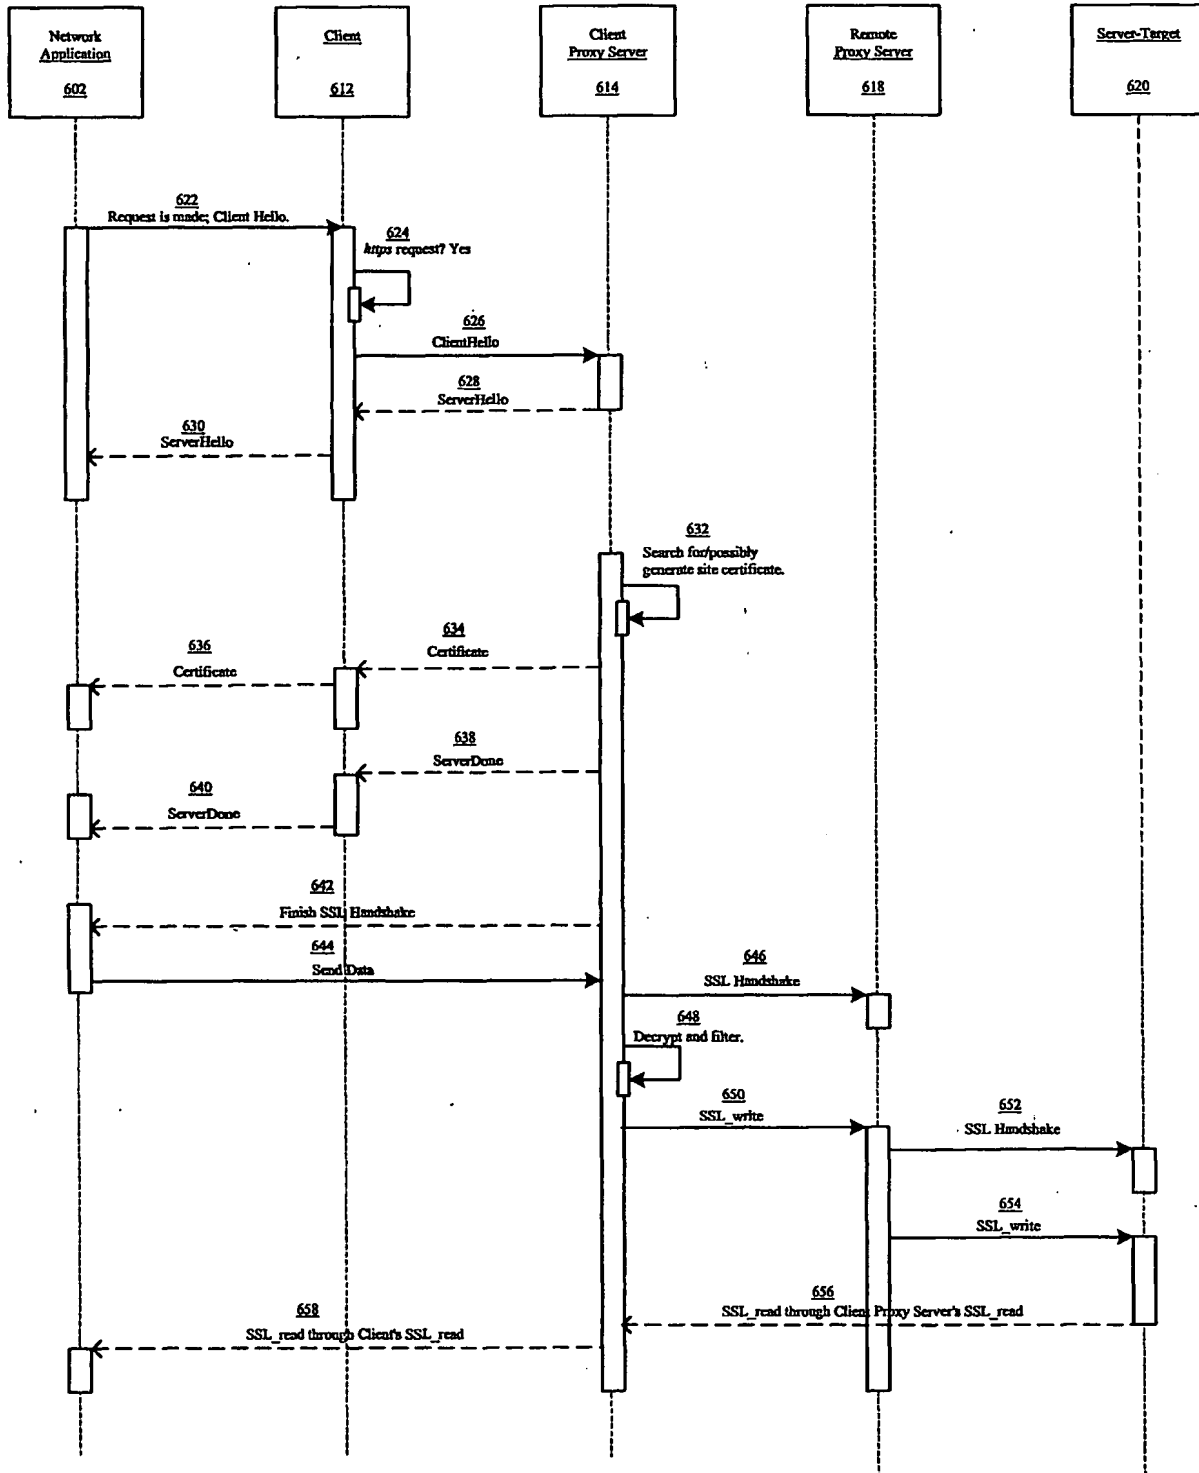 Network
Application
602
Client
612
Client
Proxy Server
614
Remote
Proxy Server
618
Server-Target
620
622
Request is made; Client Hello.
624
https request? Yes
626
ClientHello
628
ServerHello
630
ServerHello
632
Search for/possibly
generate site certificate.
634
Certificate
636
Certificate
638
ServerDone
640
ServerDone
642
Finish SSL Handshake
644
Send Data
646
SSL Handshake
648
Decrypt and filter.
650
SSL_write
652
SSL Handshake
654
SSL_write
656
SSL_read through Client Proxy Server's SSL_read
658
SSL_read through Client's SSL_read